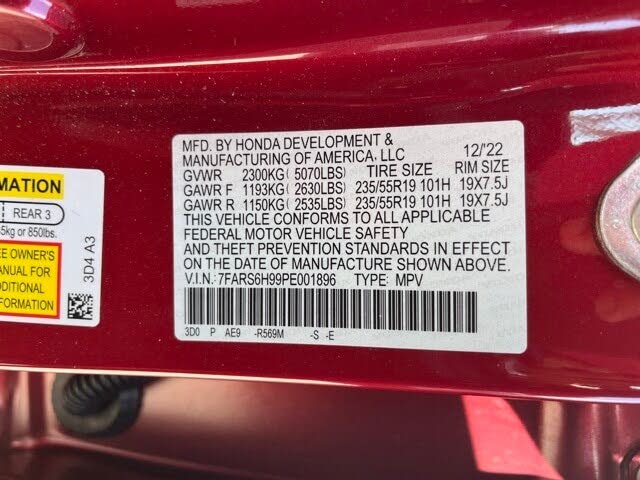 MFD. BY HONDA DEVELOPMENT &
MANUFACTURING OF AMERICA, LLC 12/'22
GVWR 2300KG( 5070LBS) TIRE SIZE RIM SIZE
GAWR F 1193KG( 2630LBS) 235/55R19 101H 19X7.5J
GAWR R 1150KG( 2535LBS) 235/55R19 101H 19X7.5J
THIS VEHICLE CONFORMS TO ALL APPLICABLE
FEDERAL MOTOR VEHICLE SAFETY
AND THEFT PREVENTION STANDARDS IN EFFECT
ON THE DATE OF MANUFACTURE SHOWN ABOVE.
V.I.N.: 7FARS6H99PE001896 TYPE: MPV
3D0 P AE9 -R569M -S -E
MATION
REAR 3
5kg or 850lbs.
EE OWNER'S
MANUAL FOR
DDITIONAL
FORMATION
3D4 A3